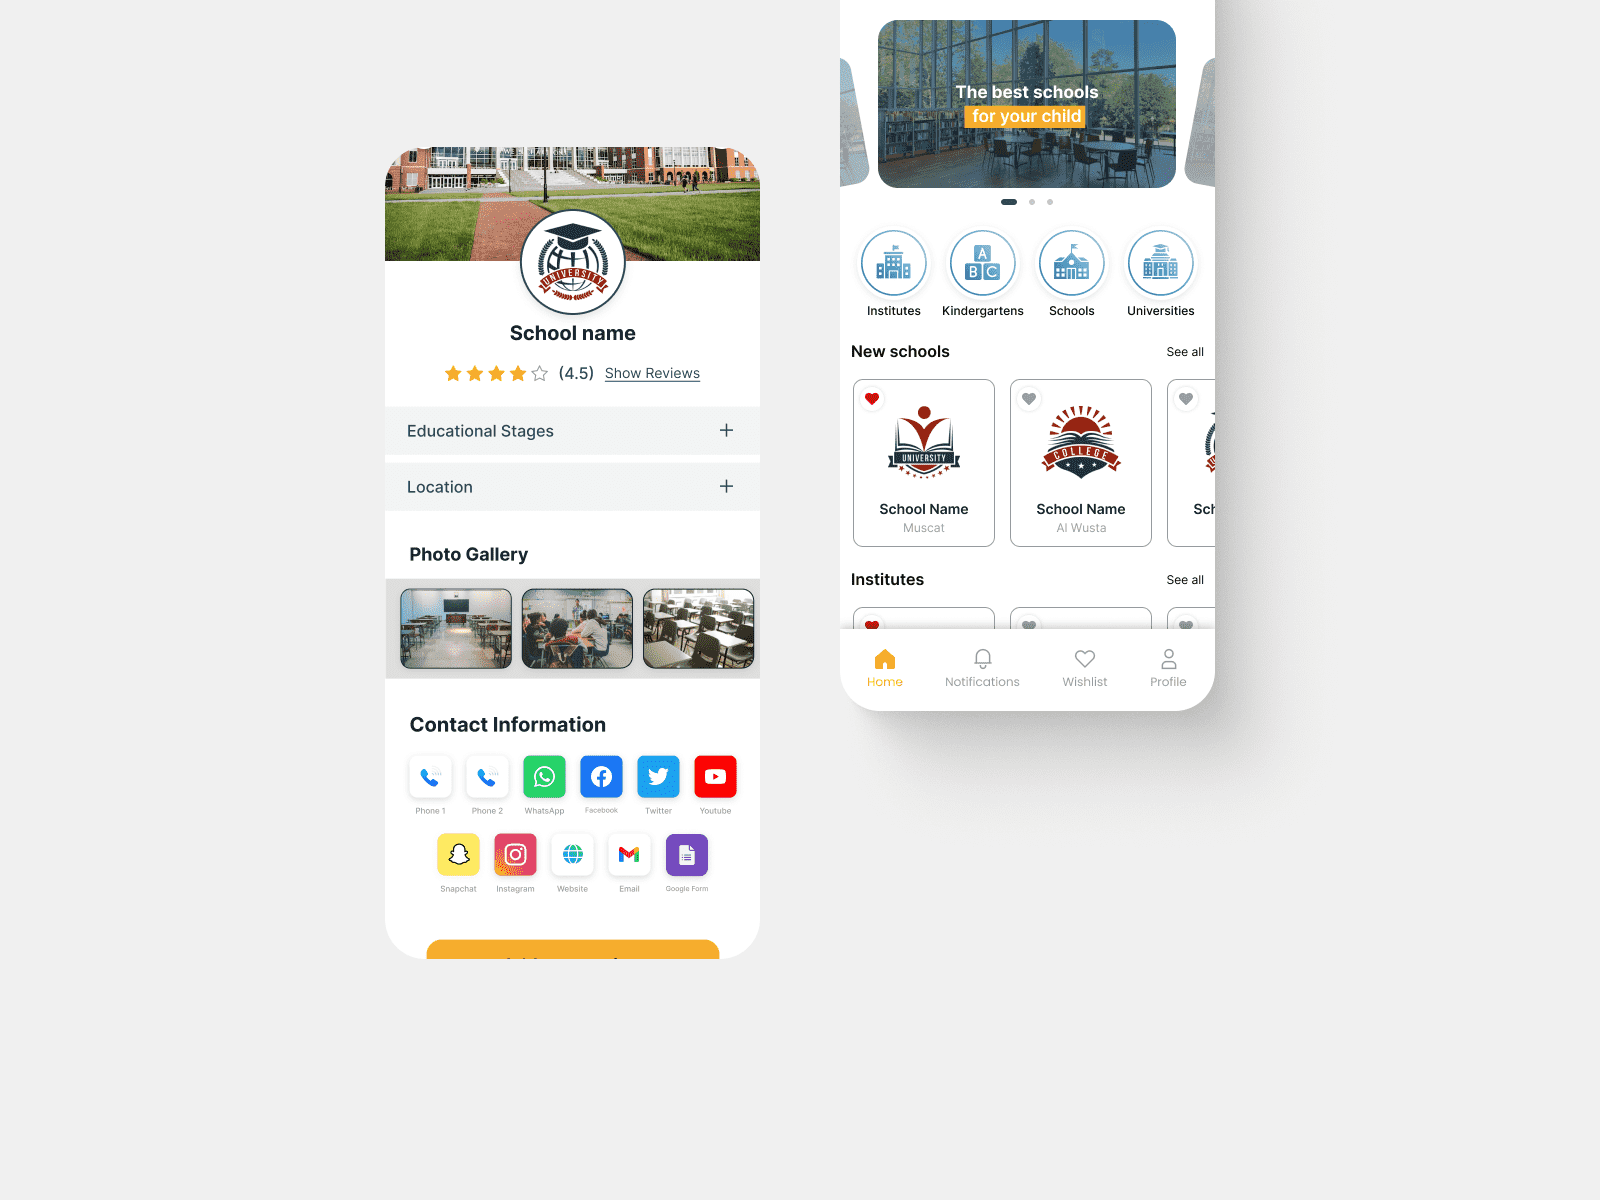 UNIVERSITY
School name
(4.5) Show Reviews
Educational Stages
Location
Photo Gallery
Contact Information
Phone 1 Phone 2 WhatsApp Facebook Twitter Youtube
Snapchat Instagram Website Email Google Form
The best schools
for your child
A
B C
Institutes Kindergartens Schools Universities
New schools See all
UNIVERSITY
School Name
Muscat
COLLEGE
School Name
Al Wusta
Sch
Institutes See all
Home Notifications Wishlist Profile